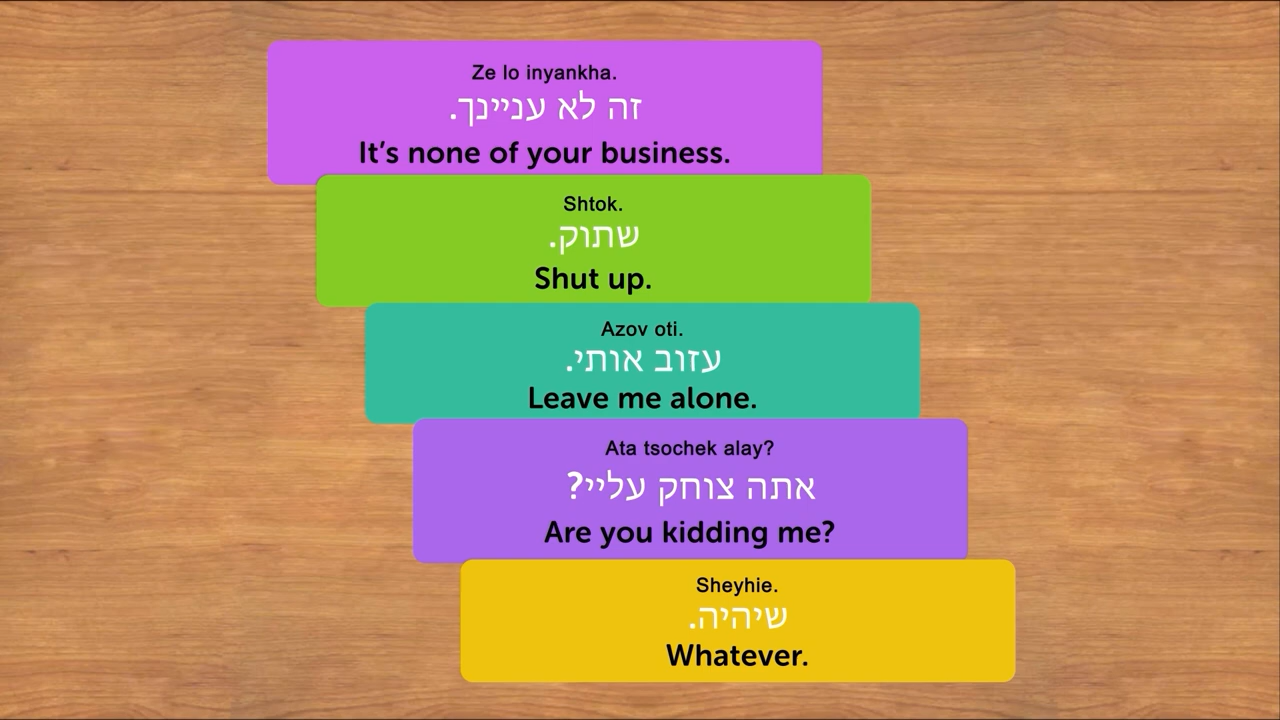 Ze lo inyankha.
זה לא עניינך.
It's none of your business.
Shtok.
שתוק.
Shut up.
Azov oti.
עזוב אותי.
Leave me alone.
Ata tsochek alay?
אתה צוחק עליי?
Are you kidding me?
Sheyhie.
שיהיה.
Whatever.